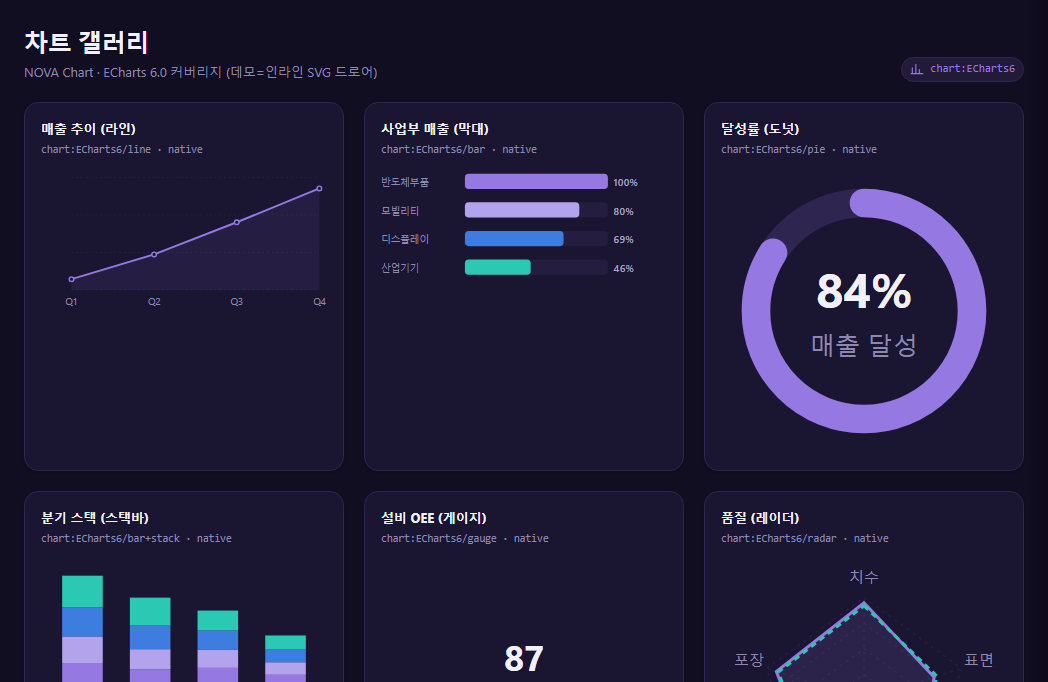 차트 갤러리
NOVA Chart · ECharts 6.0 커버리지 (데모=인라인 SVG 드로어)
chart:ECharts6
매출 추이 (라인)
chart:ECharts6/line · native
Q1
Q2
Q3
Q4
사업부 매출 (막대)
chart:ECharts6/bar · native
반도체부품 100%
모빌리티 80%
디스플레이 69%
산업기기 46%
달성률 (도넛)
chart:ECharts6/pie · native
84%
매출 달성
분기 스택 (스택바)
chart:ECharts6/bar+stack · native
설비 OEE (게이지)
chart:ECharts6/gauge · native
87
품질 (레이더)
chart:ECharts6/radar · native
치수
포장
표면